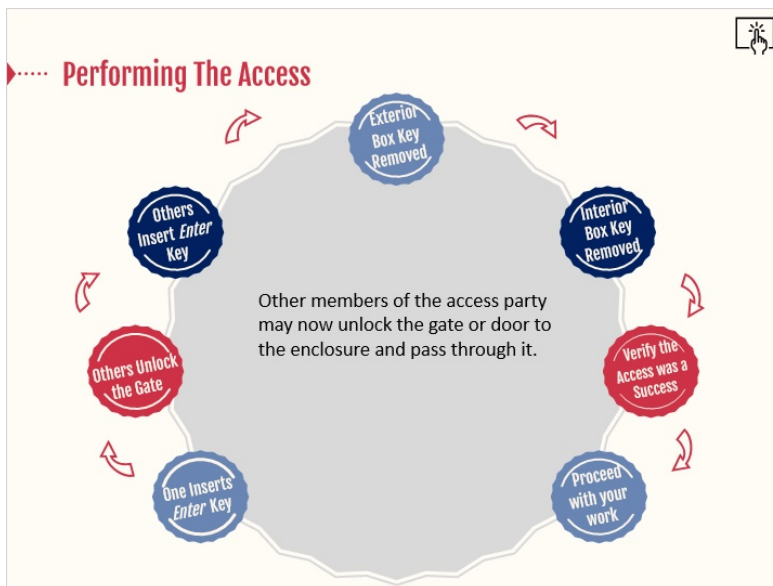 Performing The Access
Exterior
Box Key
Removed
Others
Insert Enter
Key
Interior
Box Key
Removed
Other members of the access party
may now unlock the gate or door to
the enclosure and pass through it.
Others Unlock
the Gate
Verify the
Access was a
Success
One Inserts
Enter Key
Proceed
with your
work